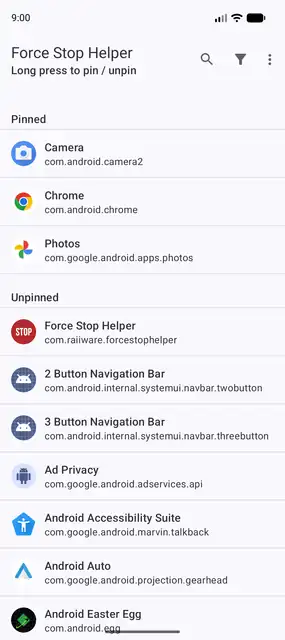 9:00
Force Stop Helper
Long press to pin / unpin
Pinned
Camera
com.android.camera2
Chrome
com.android.chrome
Photos
com.google.android.apps.photos
Unpinned
STOP
Force Stop Helper
com.raiiware.forcestophelper
2 Button Navigation Bar
com.android.internal.systemui.navbar.twobutton
3 Button Navigation Bar
com.android.internal.systemui.navbar.threebutton
Ad Privacy
com.google.android.adservices.api
Android Accessibility Suite
com.google.android.marvin.talkback
Android Auto
com.google.android.projection.gearhead
Android Easter Egg
com.android.egg